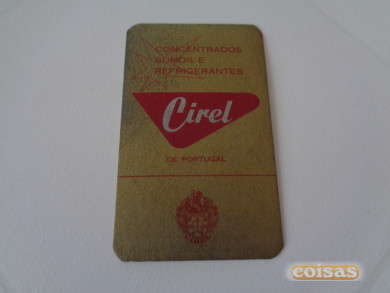 CONCENTRADOS
SUMOS E
REFRIGERANTES
Cirel
DE PORTUGAL
coisas